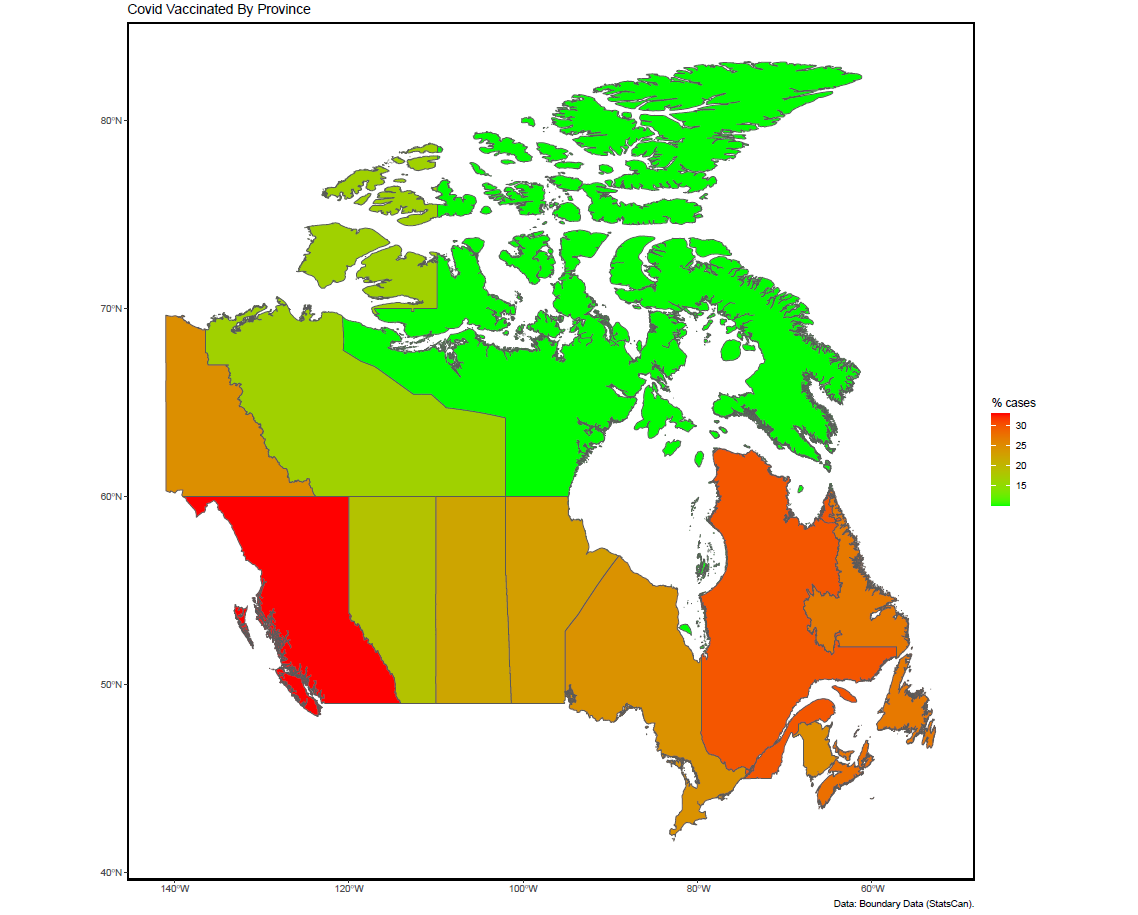 Covid Vaccinated By Province
80°N
70°N
60°N
50°N
40°N
140°W
120°W
100°W
80°W
60°W
% cases
30
25
20
15
Data: Boundary Data (StatsCan).